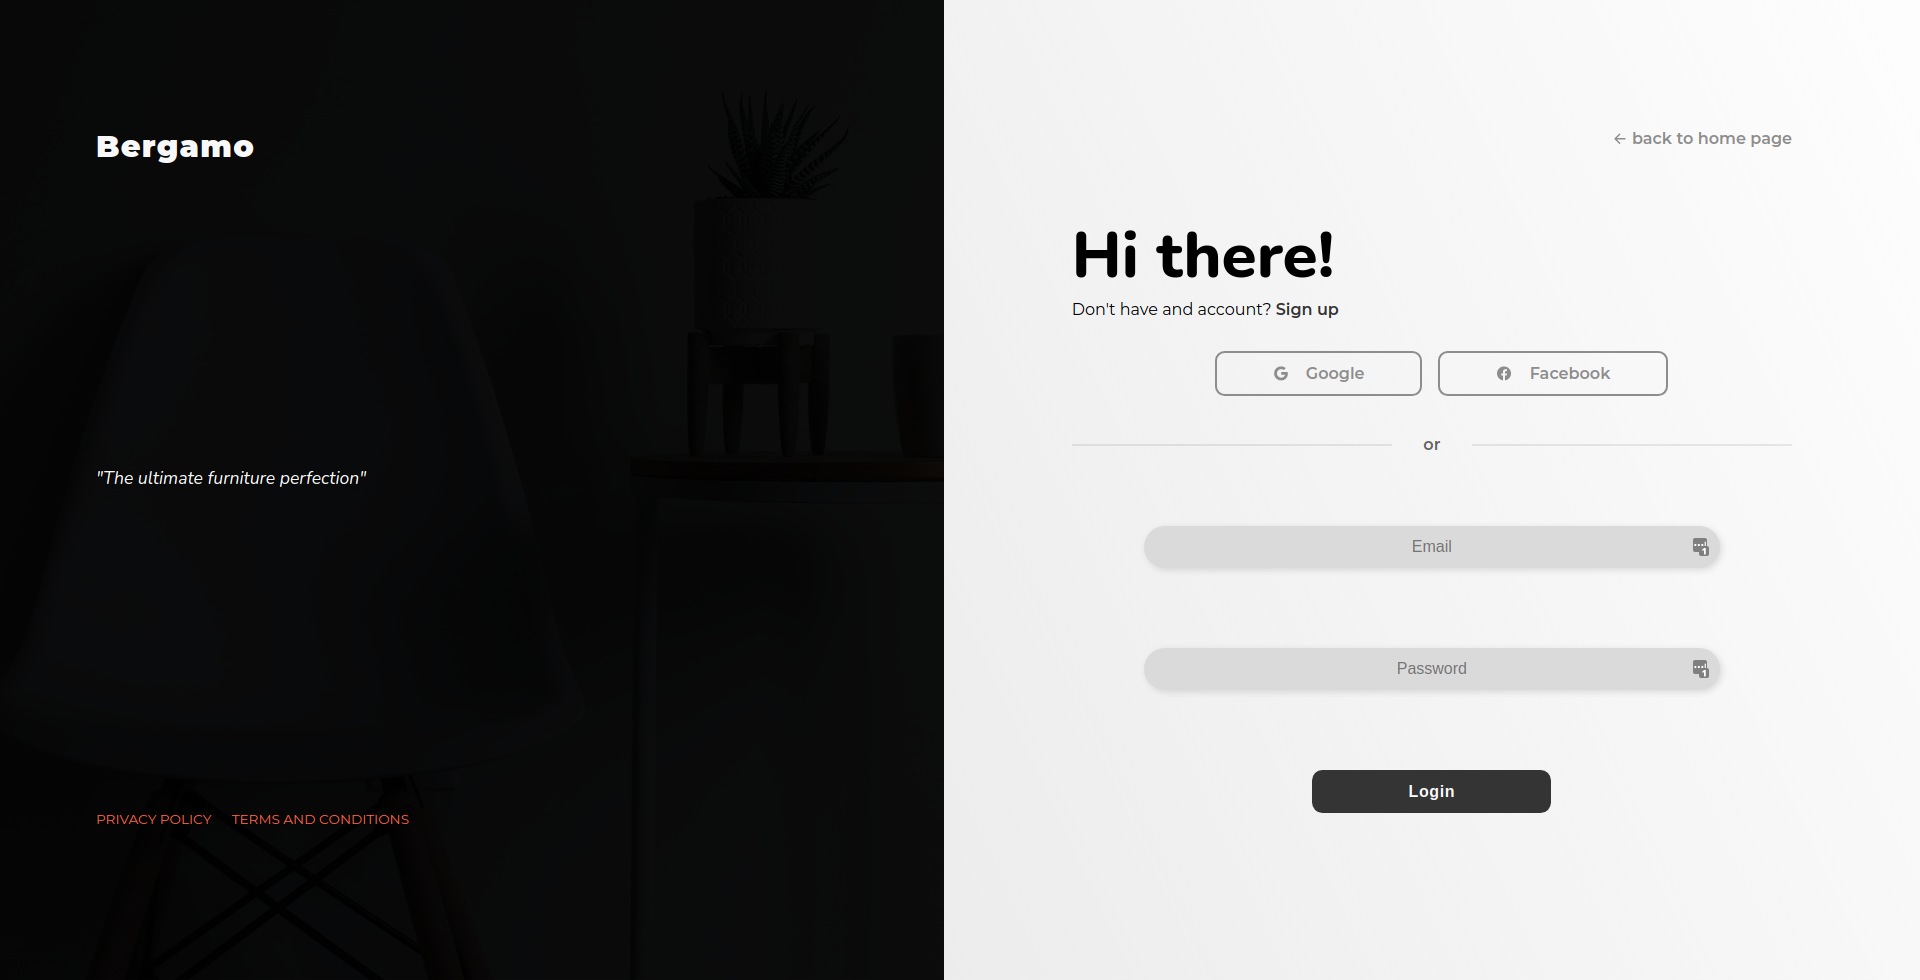 Bergamo
"The ultimate furniture perfection"
PRIVACY POLICY TERMS AND CONDITIONS
← back to home page
Hi there!
Don't have and account? Sign up
Google Facebook
or
Email
Password
Login